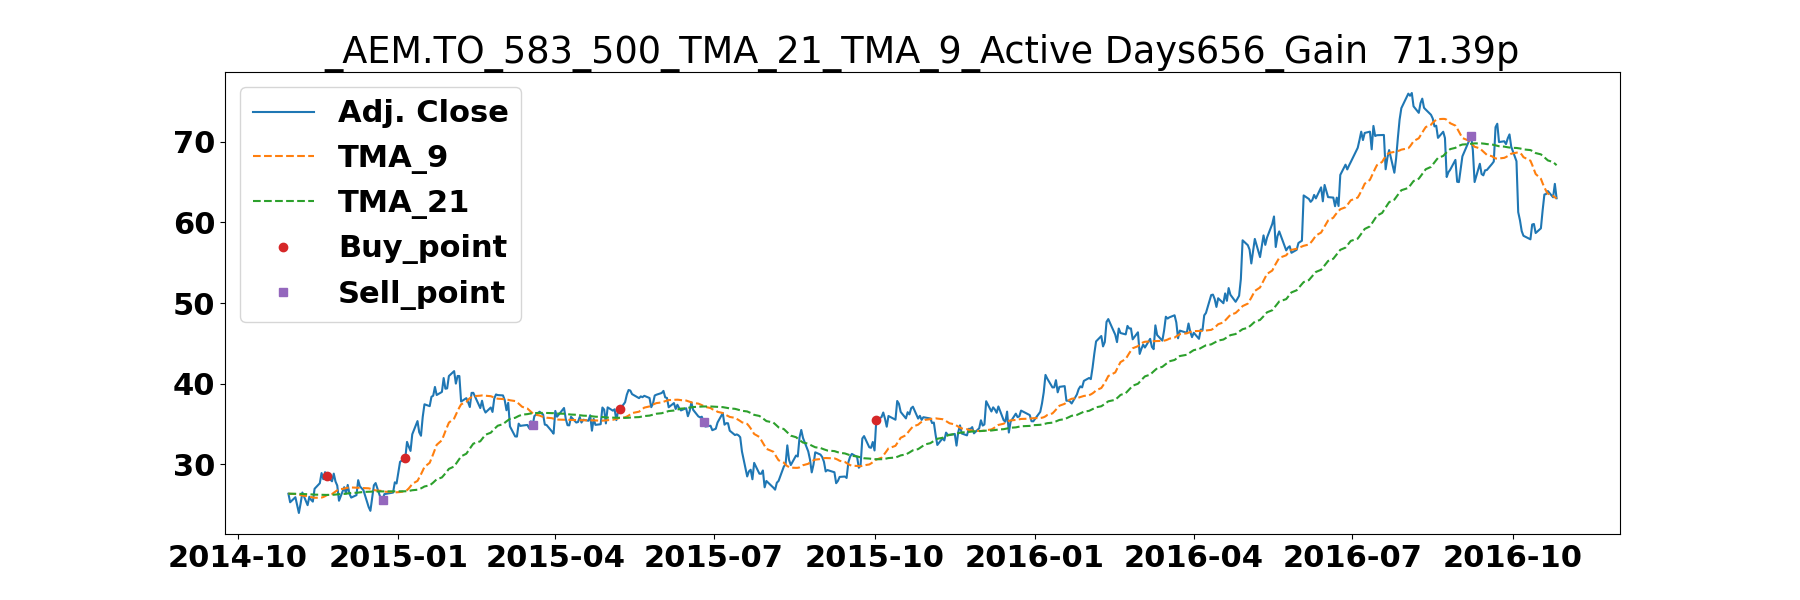 _AEM.TO_583_500_TMA_21_TMA_9_Active Days656_Gain  71.39p
Adj. Close
TMA_9
TMA_21
Buy_point
Sell_point
70
60
50
40
30
2014-10 2015-01 2015-04 2015-07 2015-10 2016-01 2016-04 2016-07 2016-10